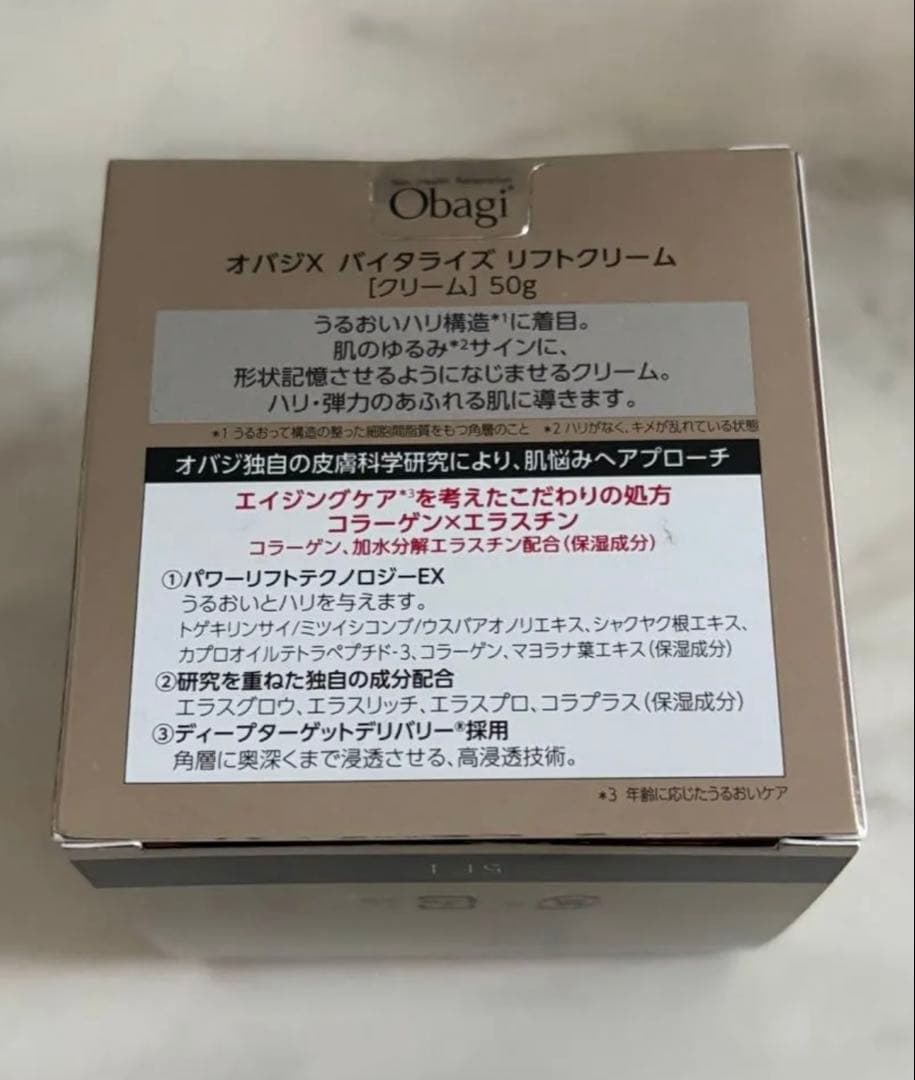 Obagi
オバジX バイタライズ リフトクリーム
[クリーム] 50g
うるおいハリ構造*1に着目。
肌のゆるみ*2サインに、
形状記憶させるようになじませるクリーム。
ハリ・弾力のあふれる肌に導きます。
*1 うるおって構造の整った細胞間脂質をもつ角層のこと *2 ハリがなく、キメが乱れている状態
オバジ独自の皮膚科学研究により、肌悩みへアプローチ
エイジングケア*3を考えたこだわりの処方
コラーゲン×エラスチン
コラーゲン、加水分解エラスチン配合(保湿成分)
①パワーリフトテクノロジーEX
うるおいとハリを与えます。
トゲキリンサイ/ミツイシコンブ/ウスバアオノリエキス、シャクヤク根エキス、
カプロオイルテトラペプチド-3、コラーゲン、マヨラナ葉エキス(保湿成分)
②研究を重ねた独自の成分配合
エラスグロウ、エラスリッチ、エラスプロ、コラプラス(保湿成分)
③ディープターゲットデリバリー®採用
角層に奥深くまで浸透させる、高浸透技術。
*3 年齢に応じたうるおいケア